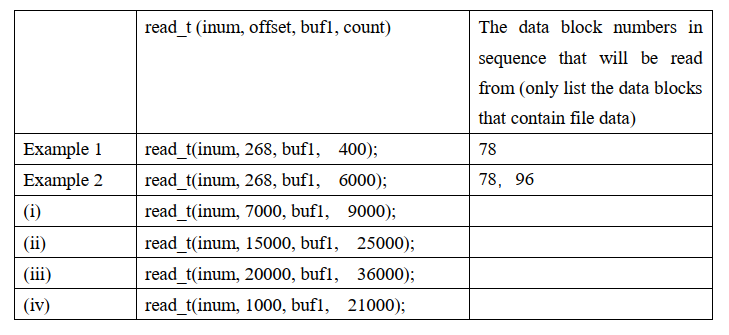 read_t (inum, offset, buf1, count)
The data block numbers in
sequence that will be read
from (only list the data blocks
that contain file data)
Example 1 read_t(inum, 268, buf1, 400); 78
Example 2 read_t(inum, 268, buf1, 6000); 78, 96
(i) read_t(inum, 7000, buf1, 9000);
(ii) read_t(inum, 15000, buf1, 25000);
(iii) read_t(inum, 20000, buf1, 36000);
(iv) read_t(inum, 1000, buf1, 21000);